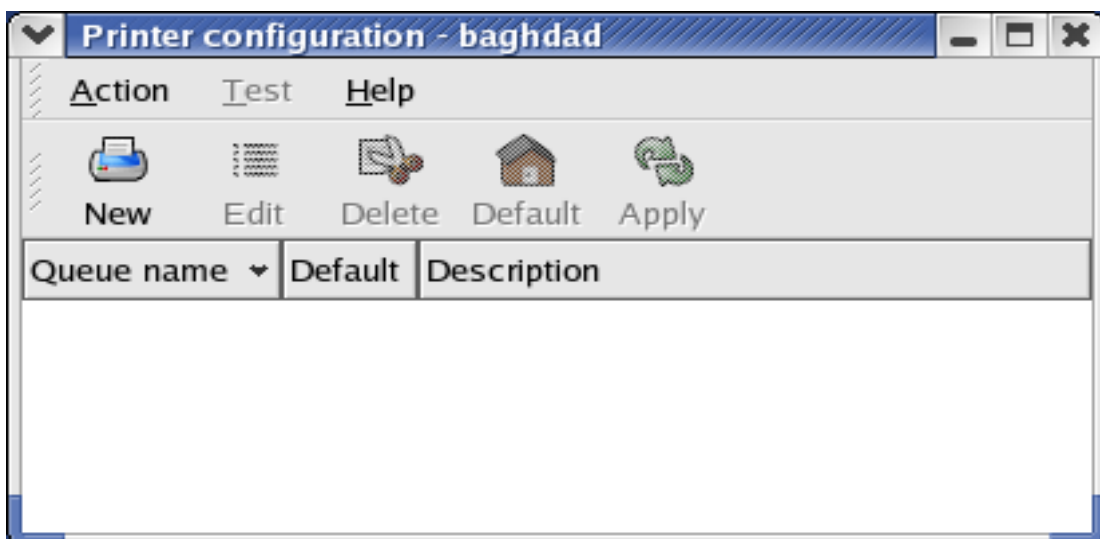 Printer configuration - baghdad
Action Test Help
New Edit Delete Default Apply
Queue name Default Description